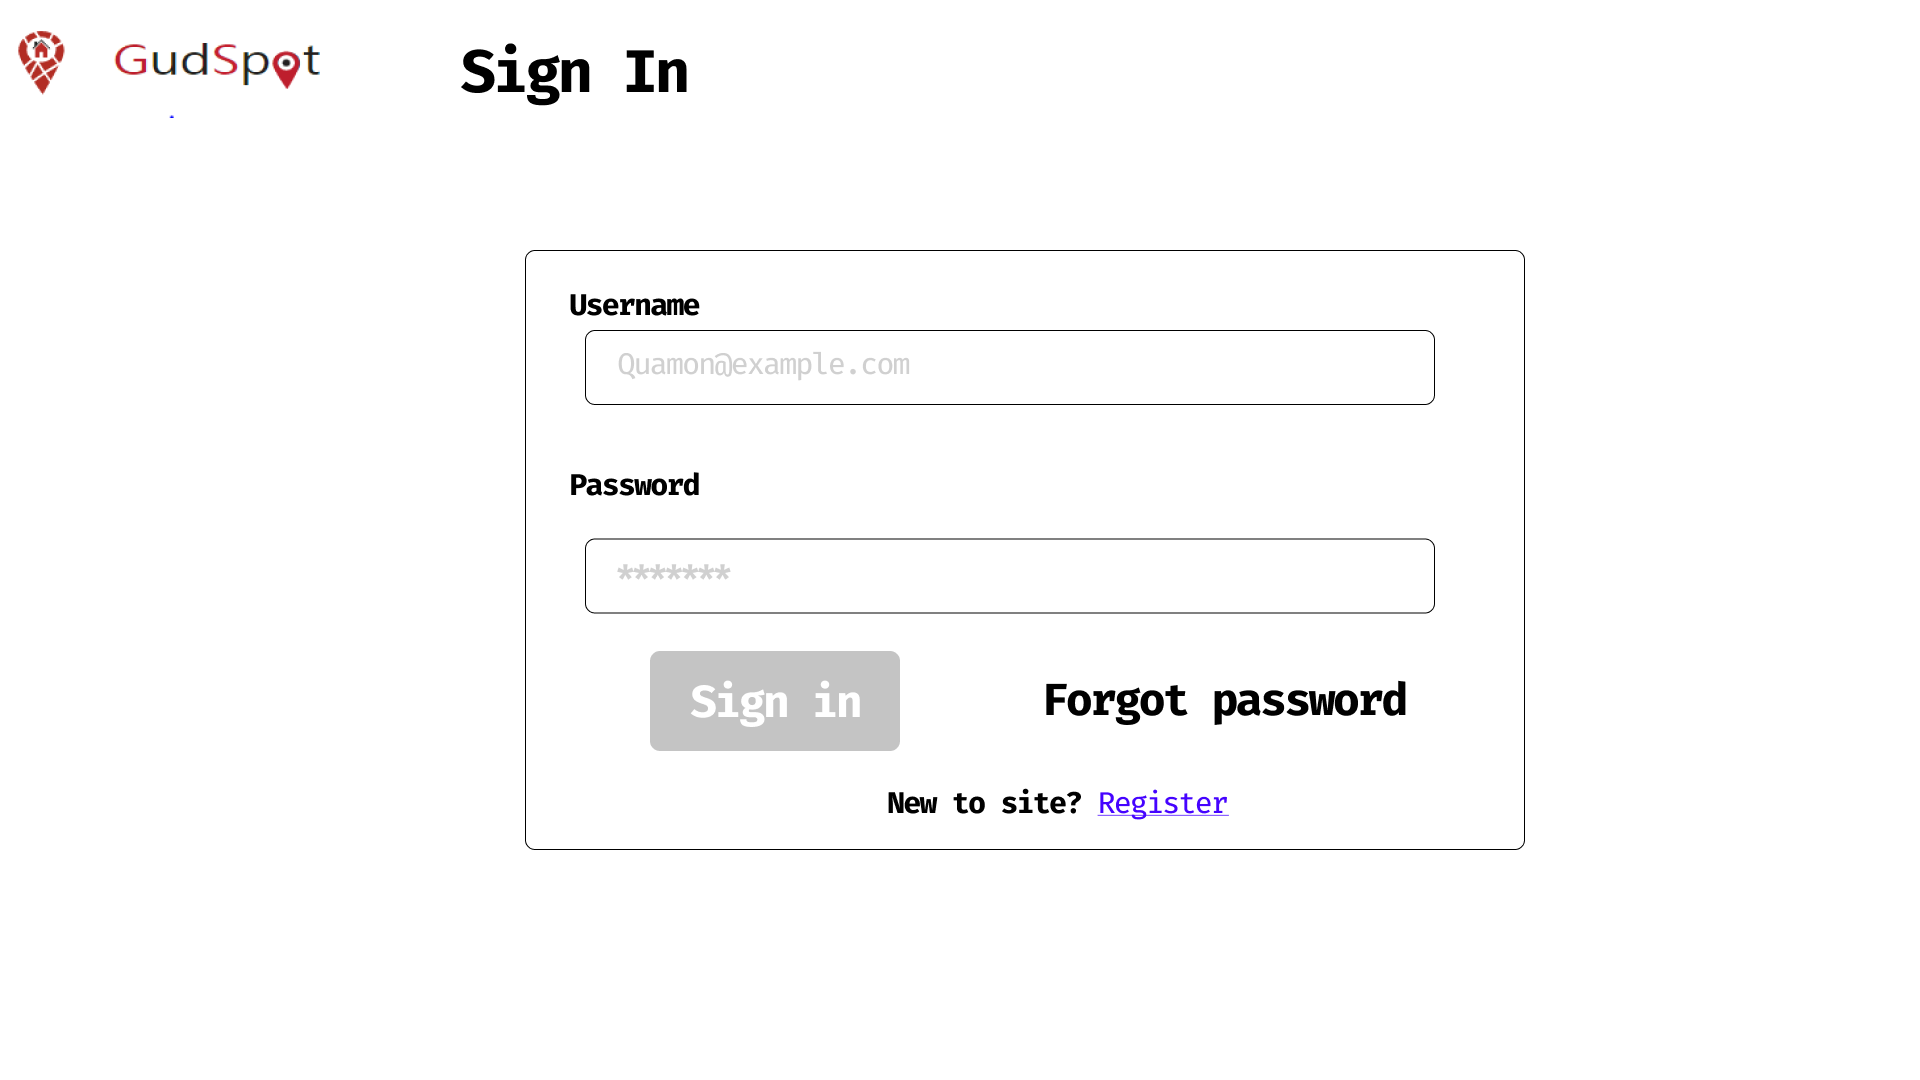 GudSpot
Sign In
Username
Quamon@example.com
Password
*******
Sign in
Forgot password
New to site? Register